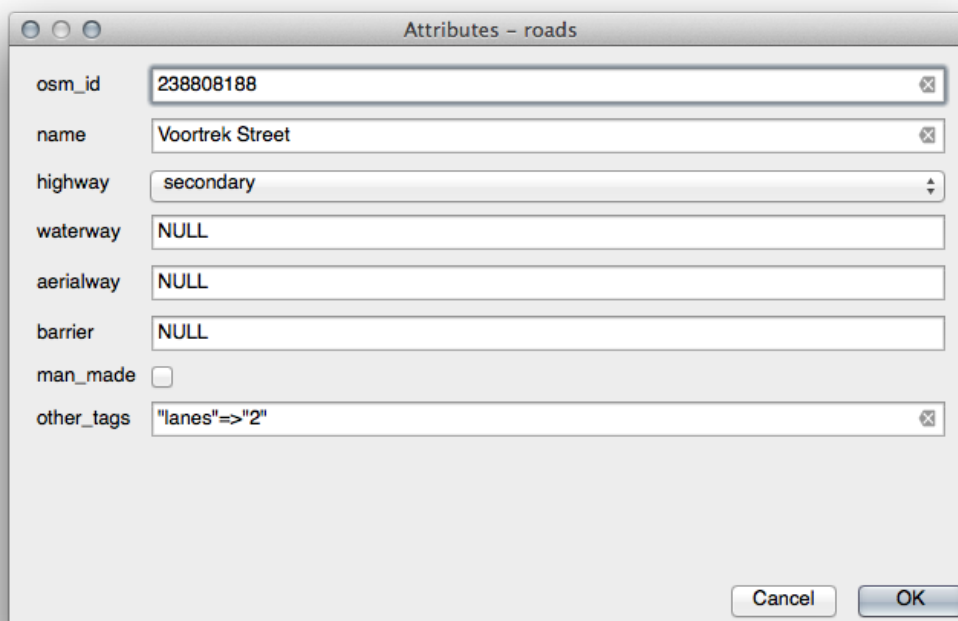 Attributes – roads
osm_id 238808188
name Voortrek Street
highway secondary
waterway NULL
aerialway NULL
barrier NULL
man_made
other_tags "lanes"=>"2"
Cancel OK